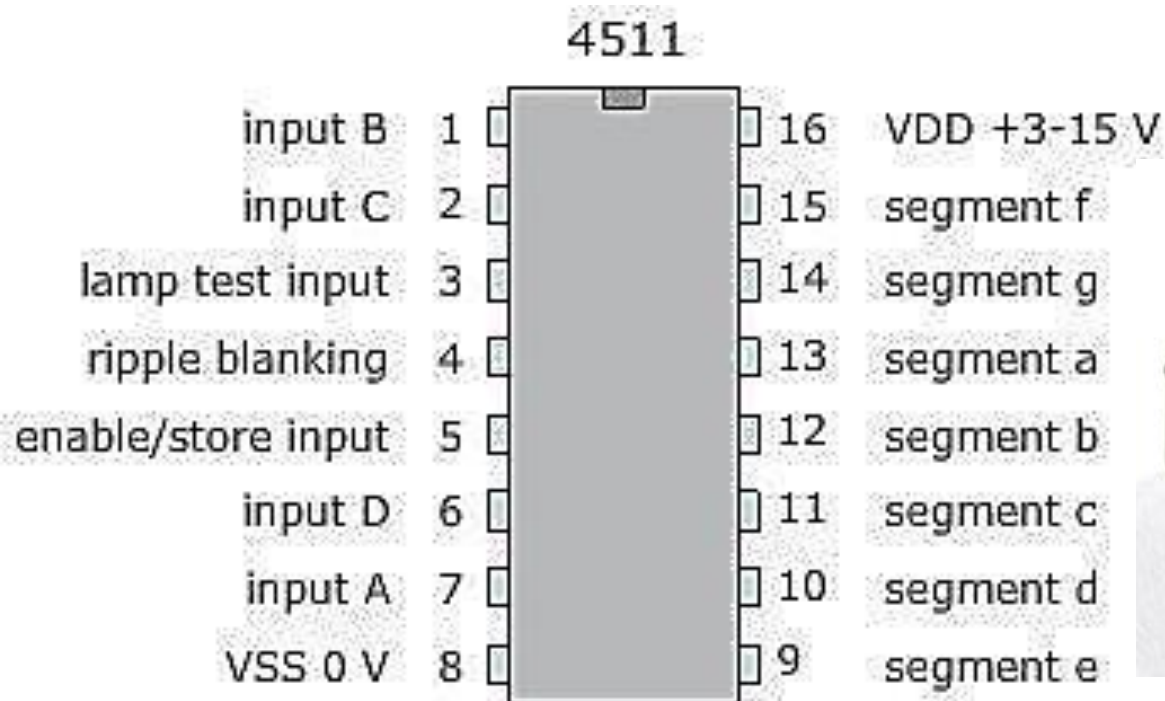 4511
input B 1 16 VDD +3-15 V
input C 2 15 segment f
lamp test input 3 14 segment g
ripple blanking 4 13 segment a
enable/store input 5 12 segment b
input D 6 11 segment c
input A 7 10 segment d
VSS 0 V 8 9 segment e